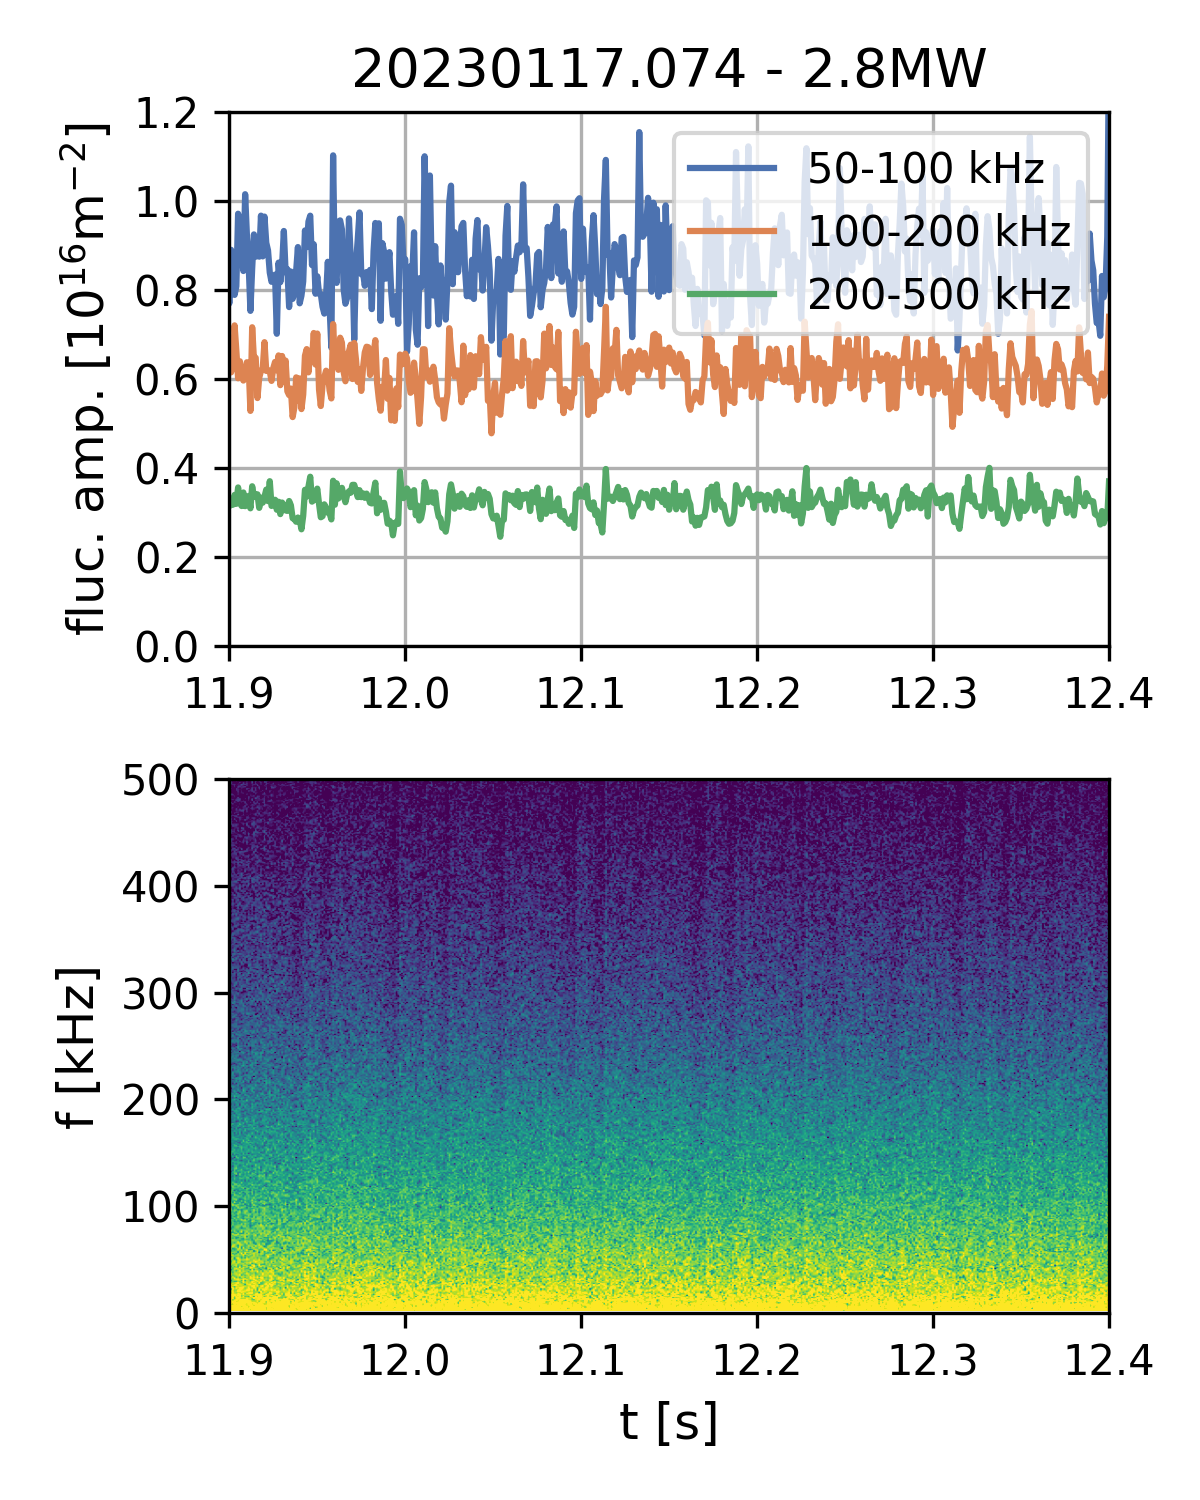 20230117.074 - 2.8MW
fluc. amp. [10¹⁶m⁻²]
1.2
1.0
0.8
0.6
0.4
0.2
0.0
50-100 kHz
100-200 kHz
200-500 kHz
11.9 12.0 12.1 12.2 12.3 12.4
f [kHz]
500
400
300
200
100
0
11.9 12.0 12.1 12.2 12.3 12.4
t [s]